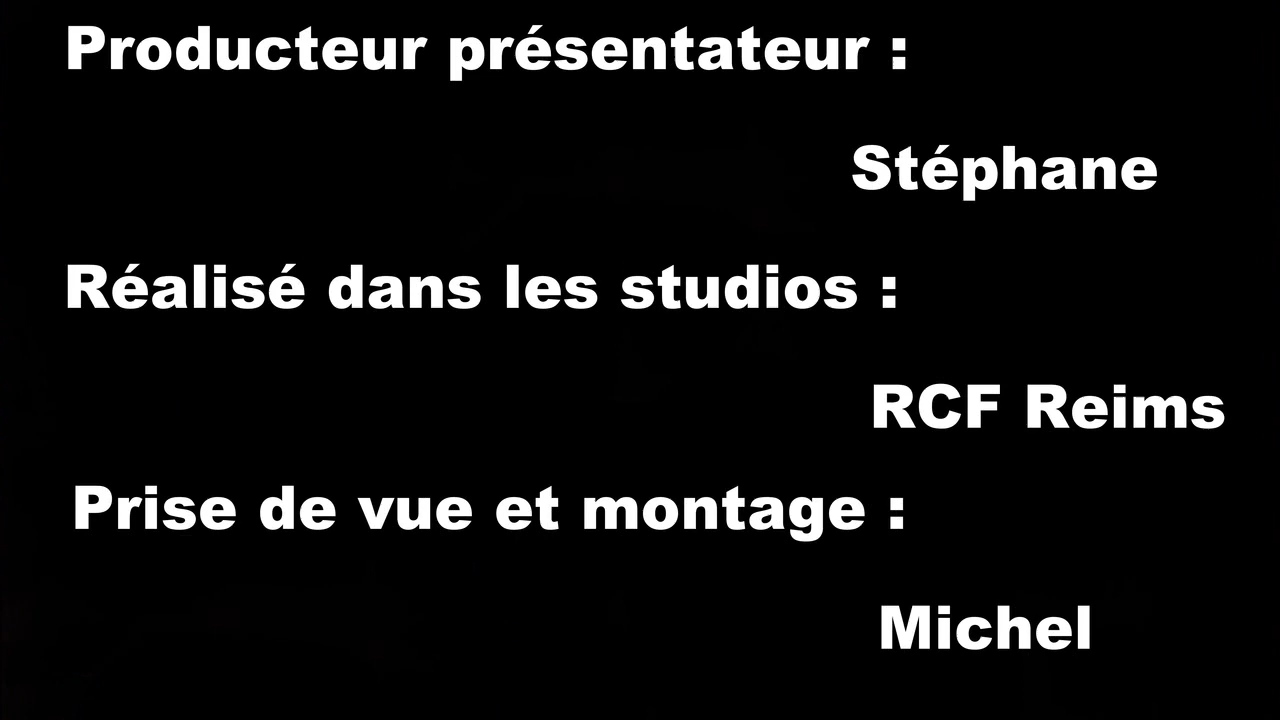 Producteur présentateur :
Stéphane
Réalisé dans les studios :
RCF Reims
Prise de vue et montage :
Michel